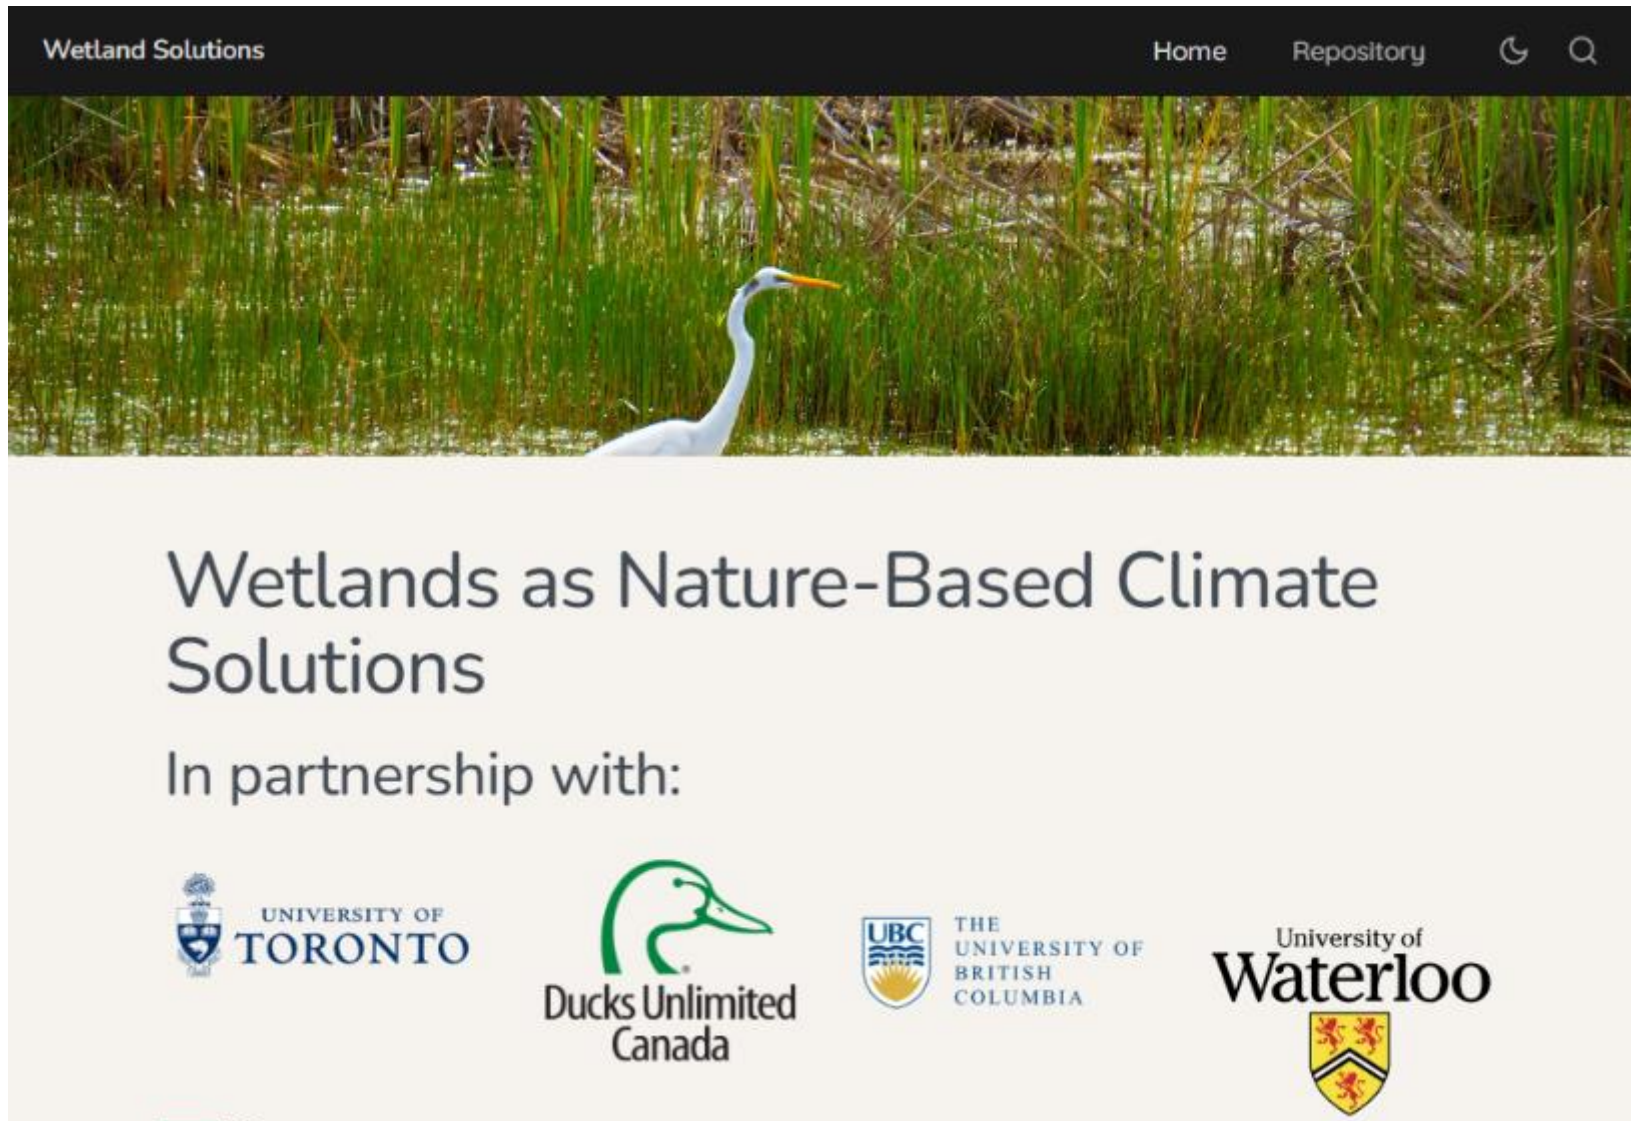 Wetland Solutions
Home
Repository
Wetlands as Nature-Based Climate
Solutions
In partnership with:
UNIVERSITY OF
TORONTO
Ducks Unlimited
Canada
UBC
THE
UNIVERSITY OF
BRITISH
COLUMBIA
University of
Waterloo